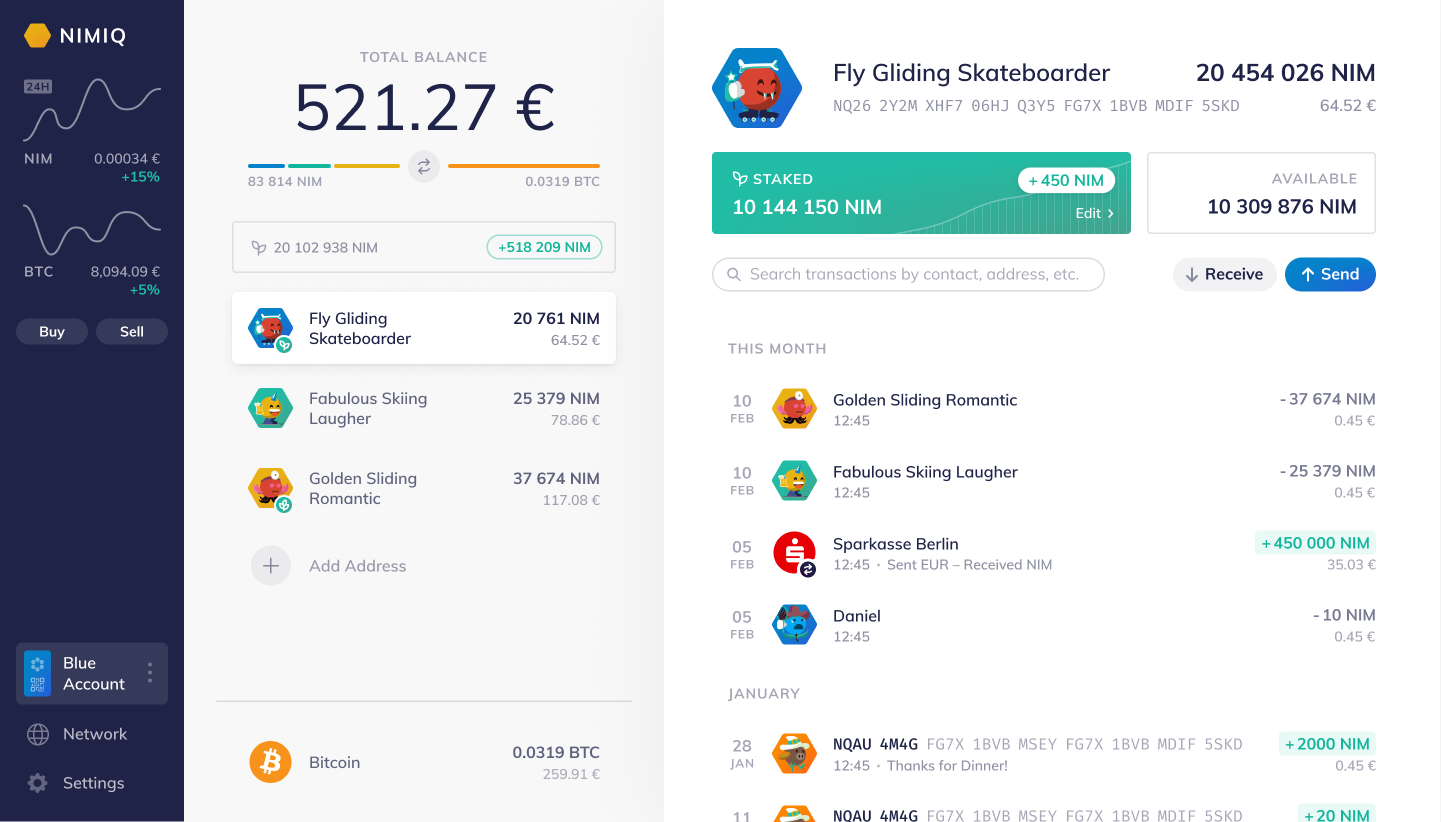 NIMIQ
24H
NIM 0.00034 €
+15%
BTC 8,094.09 €
+5%
Buy Sell
Blue
Account
Network
Settings
TOTAL BALANCE
521.27 €
83 814 NIM 0.0319 BTC
20 102 938 NIM +518 209 NIM
Fly Gliding
Skateboarder
20 761 NIM
64.52 €
Fabulous Skiing
Laugher
25 379 NIM
78.86 €
Golden Sliding
Romantic
37 674 NIM
117.08 €
Add Address
Bitcoin
0.0319 BTC
259.91 €
Fly Gliding Skateboarder 20 454 026 NIM
NQ26 2Y2M XHF7 06HJ Q3Y5 FG7X 1BVB MDIF 5SKD 64.52 €
STAKED +450 NIM
10 144 150 NIM
Edit
AVAILABLE
10 309 876 NIM
Search transactions by contact, address, etc.
Receive Send
THIS MONTH
10
FEB
Golden Sliding Romantic
12:45
-37 674 NIM
0.45 €
10
FEB
Fabulous Skiing Laugher
12:45
-25 379 NIM
0.45 €
05
FEB
Sparkasse Berlin
12:45 • Sent EUR – Received NIM
+450 000 NIM
35.03 €
05
FEB
Daniel
12:45
-10 NIM
0.45 €
JANUARY
28
JAN
NQAU 4M4G FG7X 1BVB MSEY FG7X 1BVB MDIF 5SKD
12:45 • Thanks for Dinner!
+2000 NIM
0.45 €
11 NQAU 4M4G FG7X 1BVB MSEY FG7X 1BVB MDIF 5SKD +20 NIM